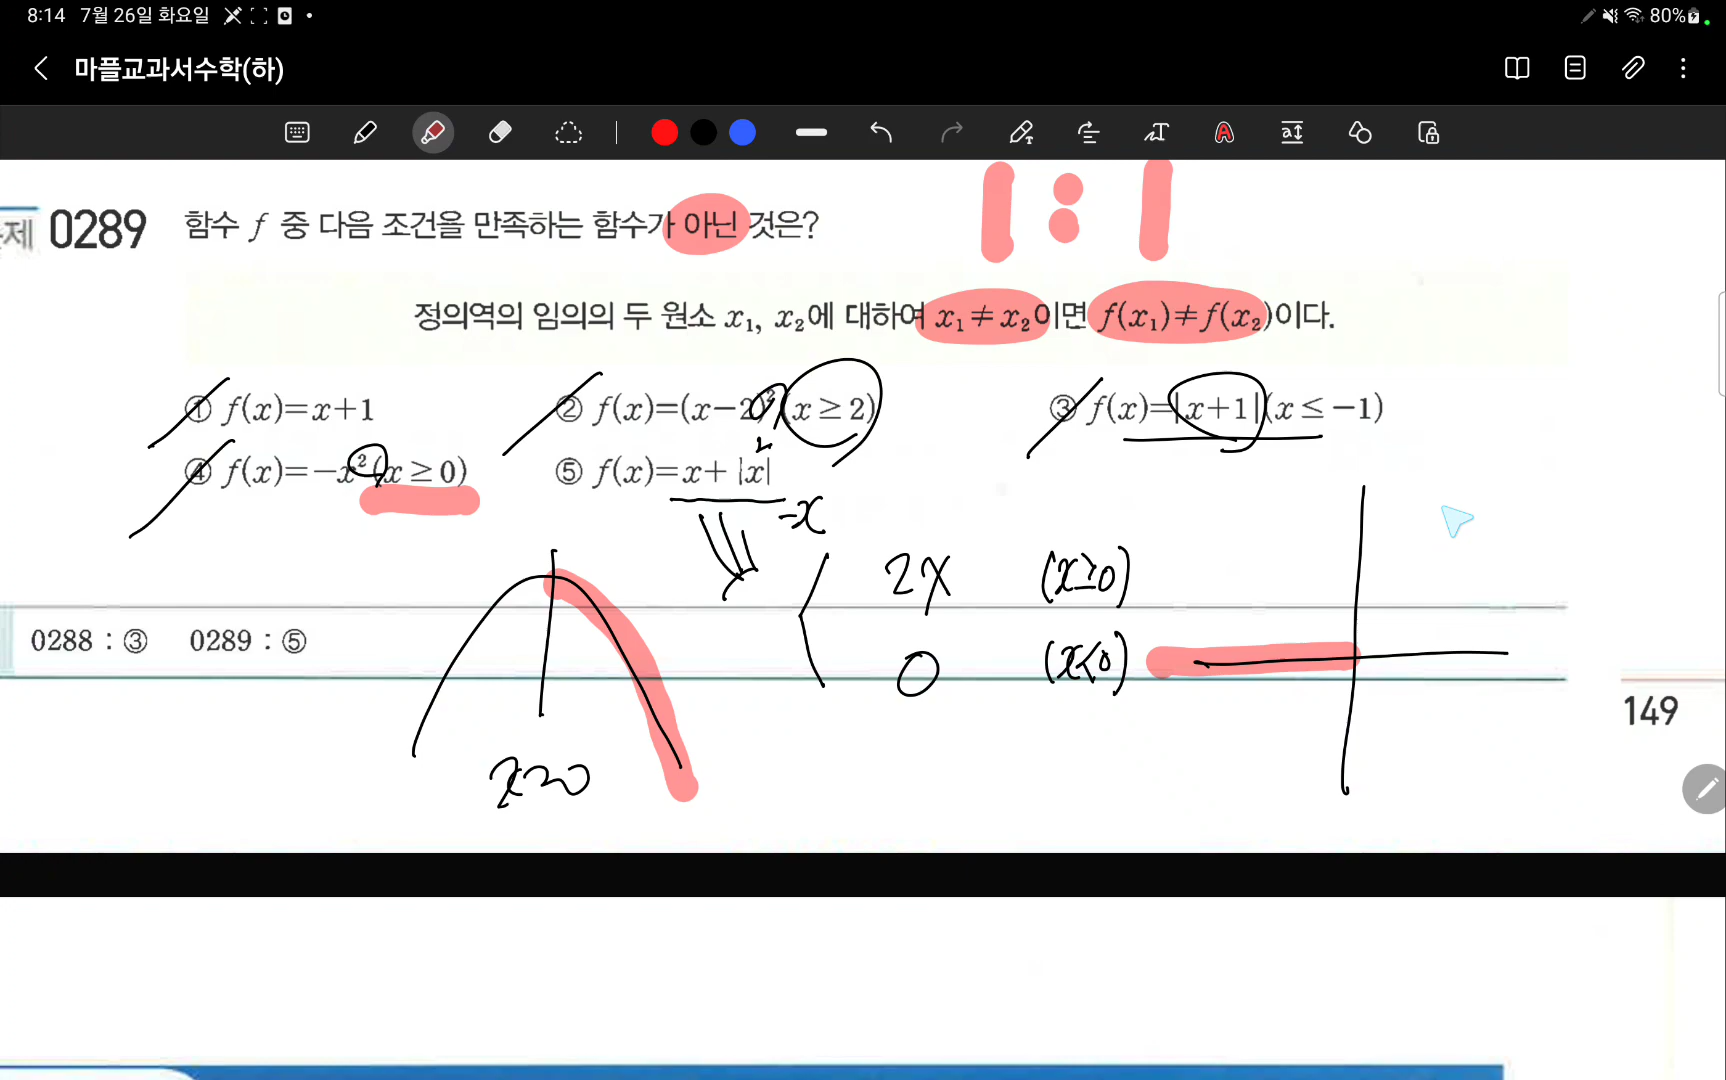 8:14 7월 26일 화요일
80%
마플교과서수학(하)
제 0289 함수 f 중 다음 조건을 만족하는 함수가 아닌 것은?
1:1
정의역의 임의의 두 원소 x₁, x₂에 대하여 x₁≠x₂이면 f(x₁)≠f(x₂)이다.
① f(x)=x+1 ② f(x)=(x-2)² (x≥2) ③ f(x)=|x+1|(x≤-1)
④ f(x)=-x²(x≥0) ⑤ f(x)=x+|x|
-x
2x (x≥0)
0288 : ③ 0289 : ⑤
0 (x<0)
149
x≥0